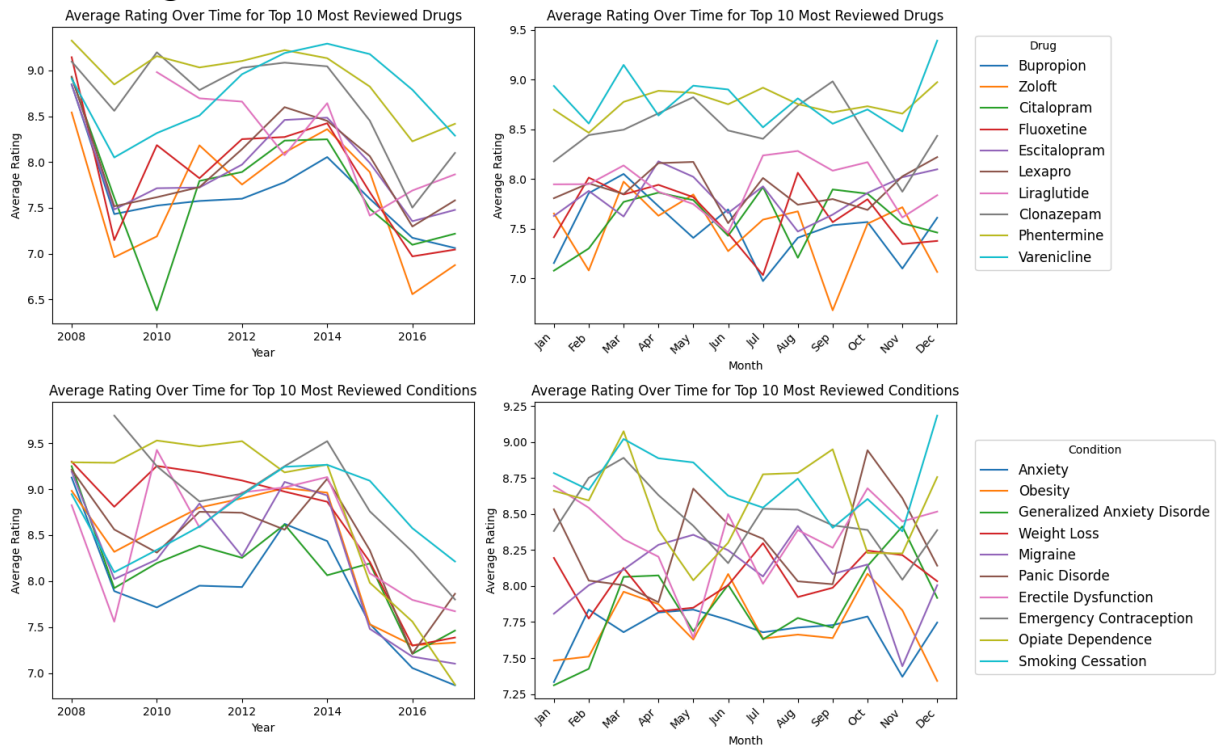 Average Rating Over Time for Top 10 Most Reviewed Drugs
Average Rating
9.0
8.5
8.0
7.5
7.0
6.5
2008
2010
2012
2014
2016
Year
Average Rating Over Time for Top 10 Most Reviewed Drugs
Average Rating
9.5
9.0
8.5
8.0
7.5
7.0
Jan
Feb
Mar
Apr
May
Jun
Jul
Aug
Sep
Oct
Nov
Dec
Month
Drug
Bupropion
Zoloft
Citalopram
Fluoxetine
Escitalopram
Lexapro
Liraglutide
Clonazepam
Phentermine
Varenicline
Average Rating Over Time for Top 10 Most Reviewed Conditions
Average Rating
9.5
9.0
8.5
8.0
7.5
7.0
2008
2010
2012
2014
2016
Year
Average Rating Over Time for Top 10 Most Reviewed Conditions
Average Rating
9.25
9.00
8.75
8.50
8.25
8.00
7.75
7.50
7.25
Jan
Feb
Mar
Apr
May
Jun
Jul
Aug
Sep
Oct
Nov
Dec
Month
Condition
Anxiety
Obesity
Generalized Anxiety Disorde
Weight Loss
Migraine
Panic Disorde
Erectile Dysfunction
Emergency Contraception
Opiate Dependence
Smoking Cessation